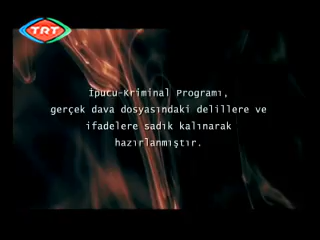 TRT
İpucu-Kriminal Programı,
gerçek dava dosyasındaki delillere ve
ifadelere sadık kalınarak
hazırlanmıştır.